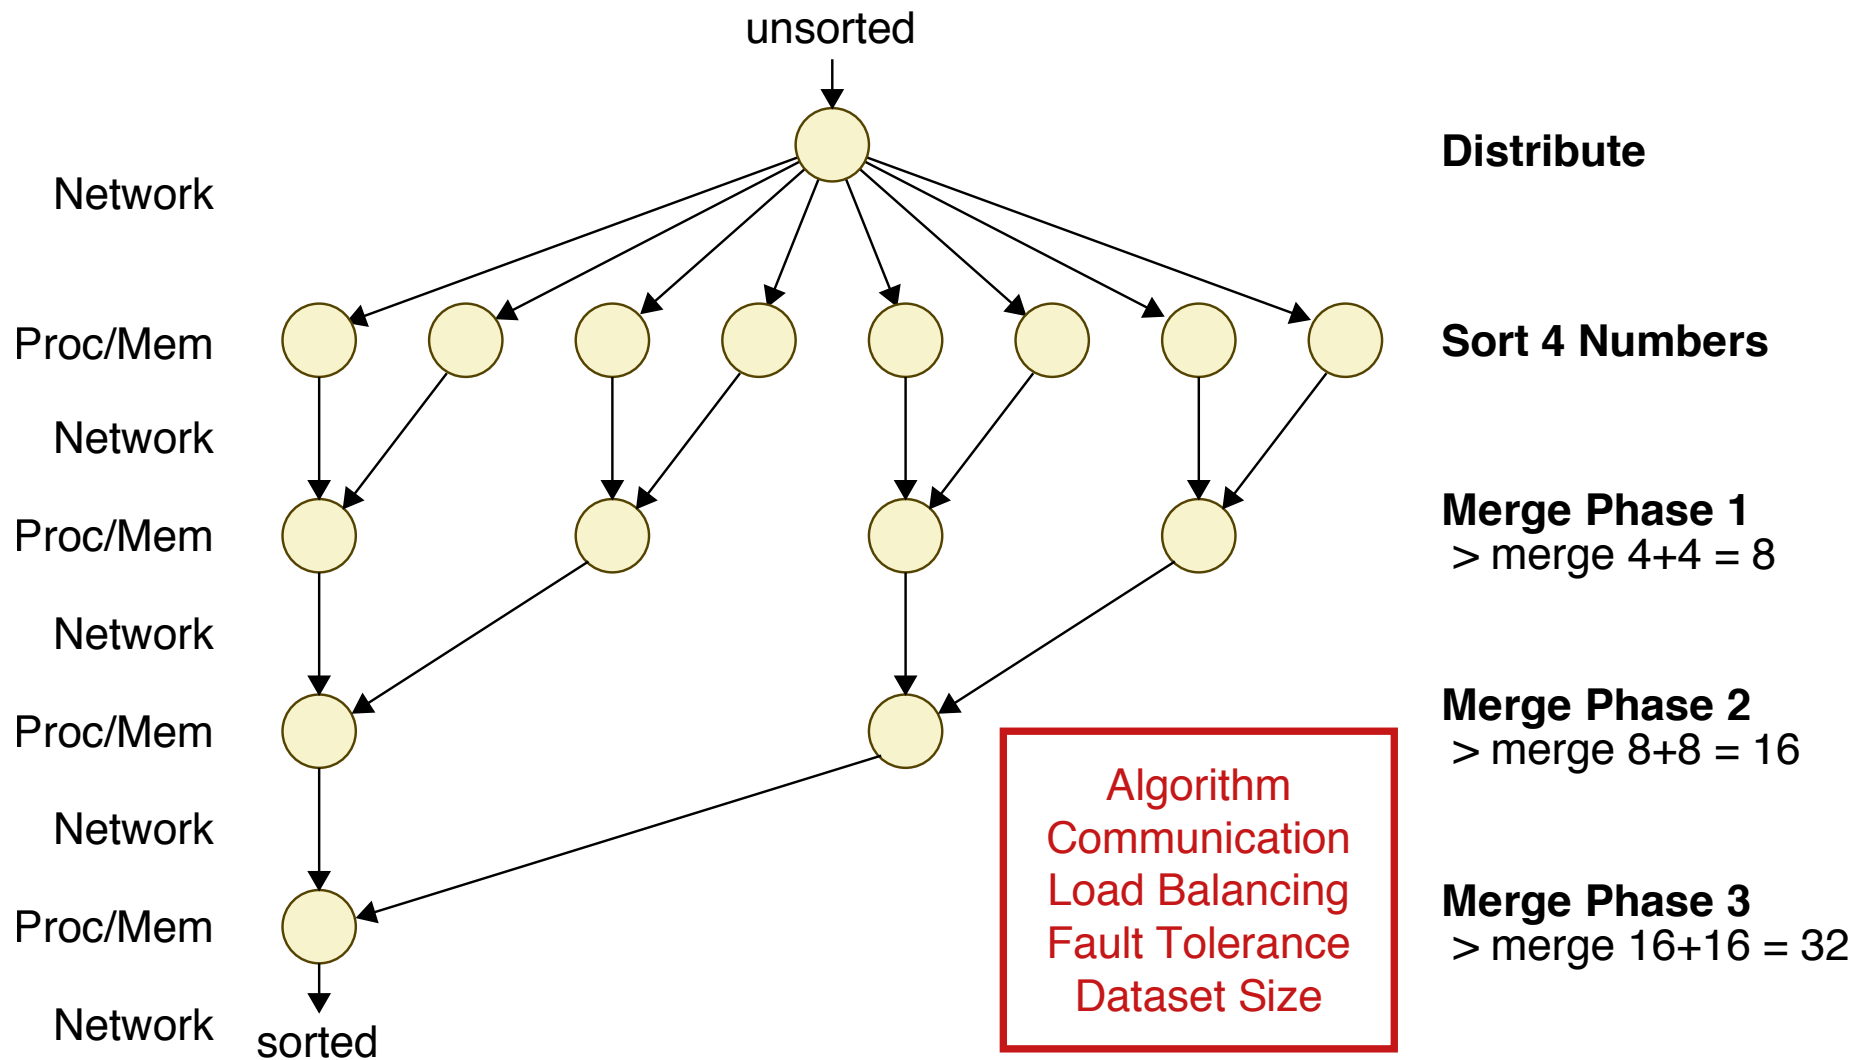 unsorted
Distribute
Network
Proc/Mem
Sort 4 Numbers
Network
Merge Phase 1
Proc/Mem
> merge 4+4 = 8
Network
Merge Phase 2
Proc/Mem
> merge 8+8 = 16
Algorithm
Communication
Network
Load Balancing
Merge Phase 3
Proc/Mem
> merge 16+16 = 32
Fault Tolerance
Dataset Size
Network
sorted